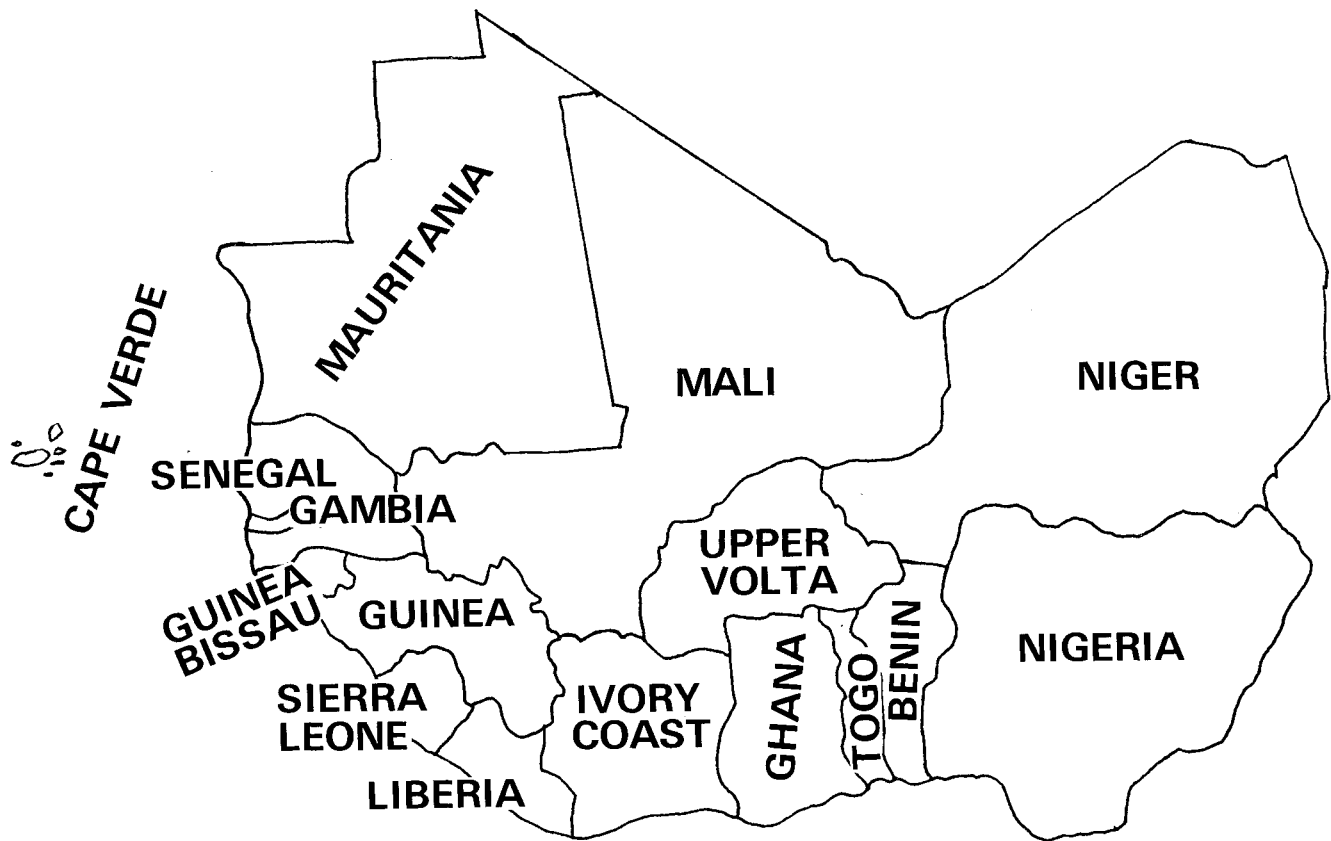 MAURITANIA
CAPE VERDE
MALI
NIGER
SENEGAL
GAMBIA
UPPER
VOLTA
GUINEA
BISSAU
GUINEA
NIGERIA
SIERRA
LEONE
IVORY
COAST
GHANA
TOGO
BENIN
LIBERIA